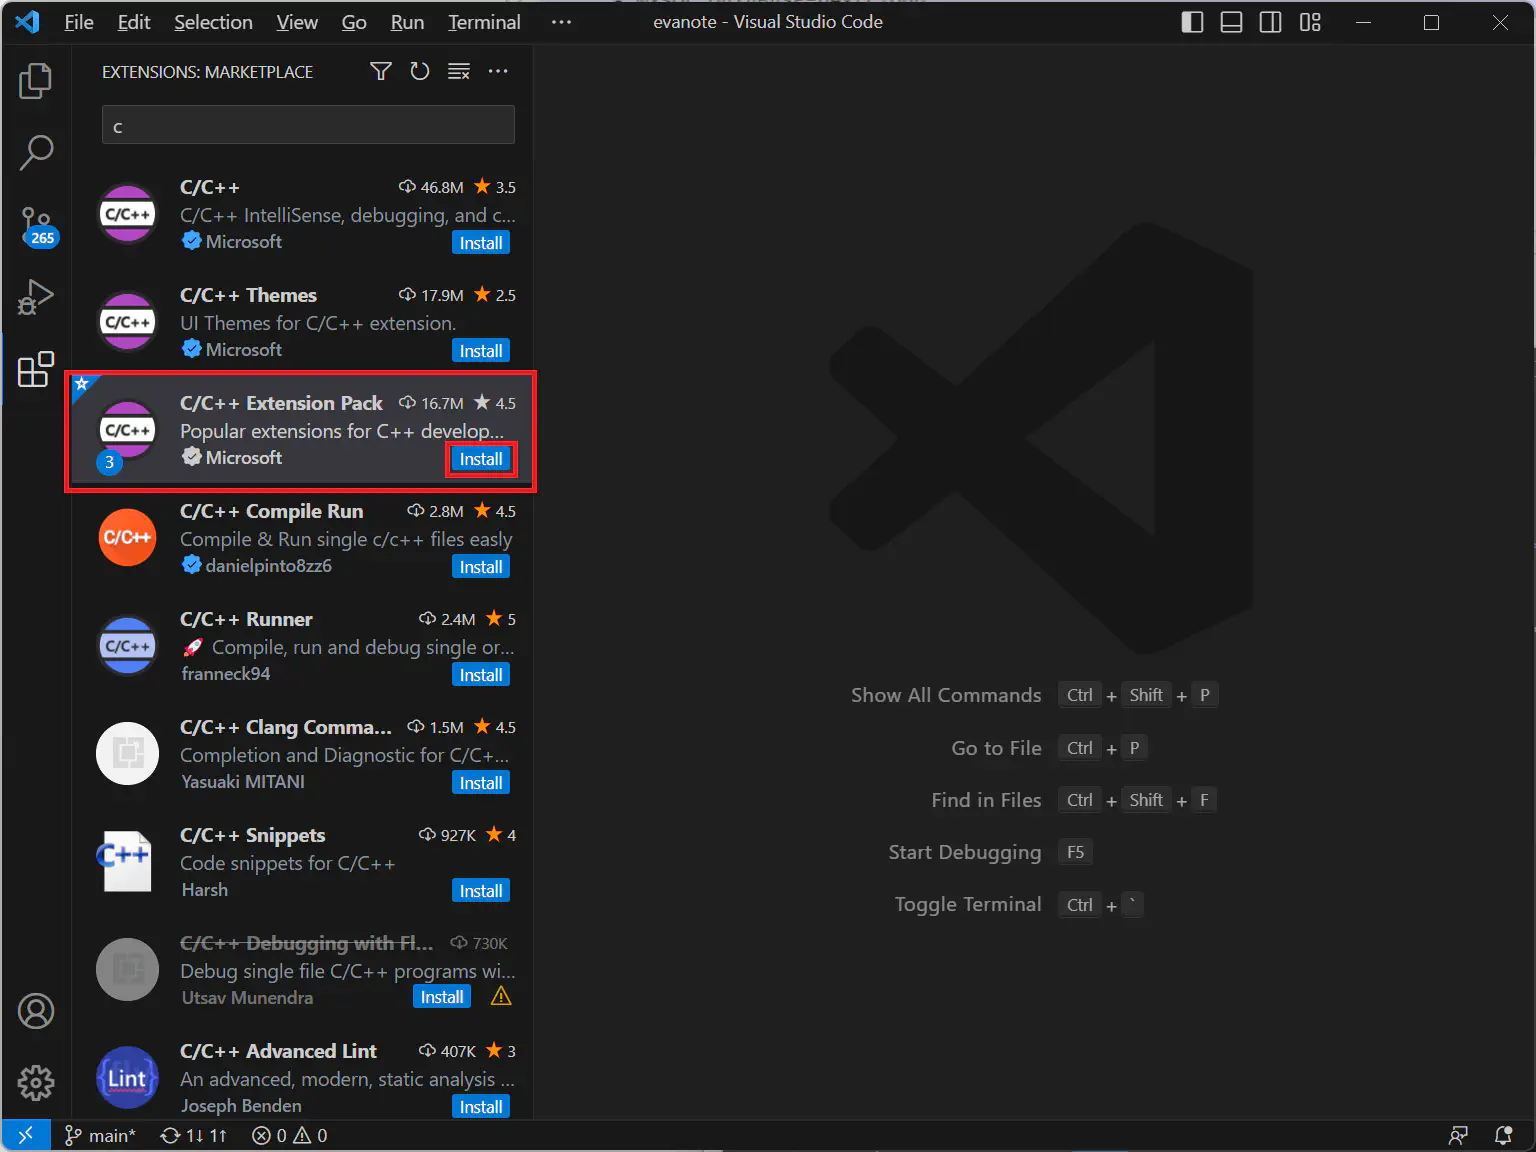 File Edit Selection View Go Run Terminal ··· evanote - Visual Studio Code
EXTENSIONS: MARKETPLACE
c
C/C++ 46.8M 3.5
C/C++ IntelliSense, debugging, and c...
Microsoft Install
C/C++
C/C++ Themes 17.9M 2.5
UI Themes for C/C++ extension.
Microsoft Install
C/C++
C/C++ Extension Pack 16.7M 4.5
Popular extensions for C++ develop...
Microsoft Install
C/C++
3
C/C++ Compile Run 2.8M 4.5
Compile & Run single c/c++ files easly
danielpinto8zz6 Install
C/C++
C/C++ Runner 2.4M 5
🚀 Compile, run and debug single or...
franneck94 Install
C/C++
C/C++ Clang Comma... 1.5M 4.5
Completion and Diagnostic for C/C+...
Yasuaki MITANI Install
C/C++ Snippets 927K 4
Code snippets for C/C++
Harsh Install
C++
C/C++ Debugging with Fl... 730K
Debug single file C/C++ programs wi...
Utsav Munendra Install
C/C++ Advanced Lint 407K 3
An advanced, modern, static analysis ...
Joseph Benden Install
{Lint}
265
Show All Commands Ctrl + Shift + P
Go to File Ctrl + P
Find in Files Ctrl + Shift + F
Start Debugging F5
Toggle Terminal Ctrl + `
main* 1↓ 1↑ 0 0